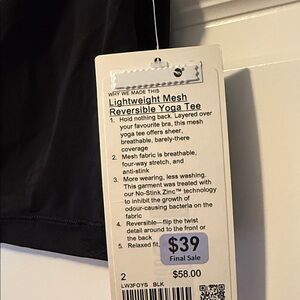 WHY WE MADE THIS
Lightweight Mesh
Reversible Yoga Tee
1. Hold nothing back. Layered over
your favourite bra, this mesh
yoga tee offers sheer,
breathable, barely-there
coverage
2. Mesh fabric is breathable,
four-way stretch, and
anti-stink
3. More wearing, less washing.
This garment was treated with
our No-Stink Zinc™ technology
to inhibit the growth of
odour-causing bacteria on the
fabric
4. Reversible—flip the twist
detail around to the front or
the back
5. Relaxed fit,
$39
Final Sale
2
$58.00
LW3FOYS BLK